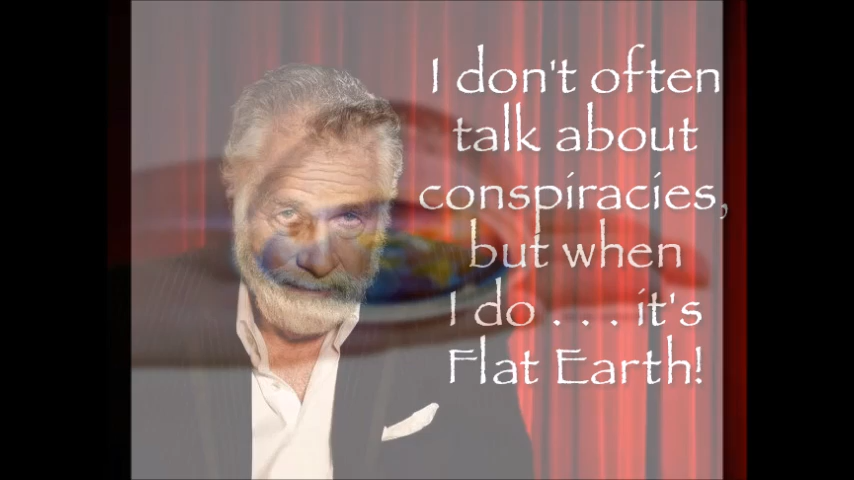 I don't often
talk about
conspiracies,
but when
I do . . . it's
Flat Earth!